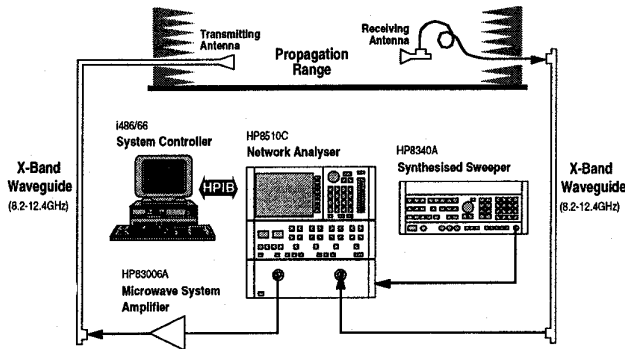 Transmitting
Antenna
Receiving
Antenna
Propagation
Range
i486/66
System Controller
HP8510C
Network Analyser
HP8340A
Synthesised Sweeper
X-Band
Waveguide
(8.2-12.4GHz)
HPIB
X-Band
Waveguide
(8.2-12.4GHz)
HP83006A
Microwave System
Amplifier